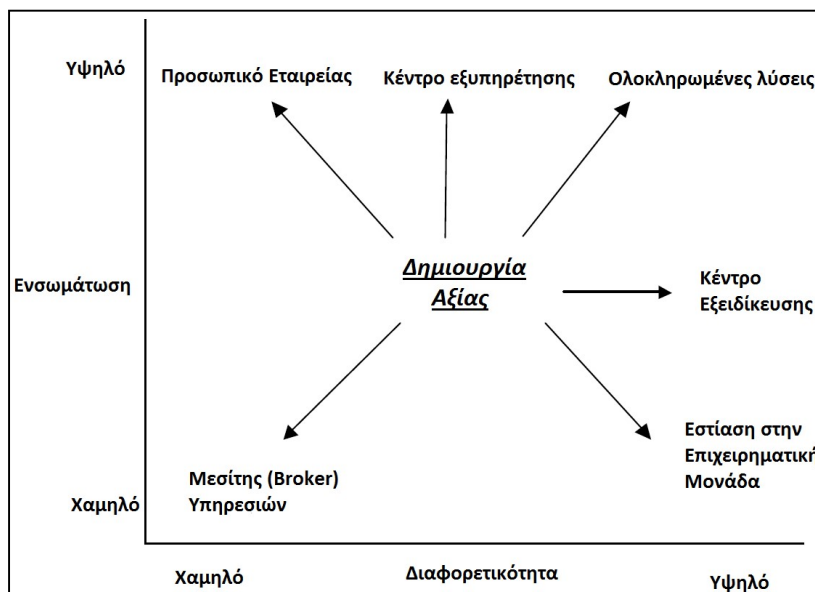 Υψηλό
Προσωπικό Εταιρείας
Κέντρο εξυπηρέτησης
Ολοκληρωμένες λύσεις
Δημιουργία
Αξίας
Ενσωμάτωση
Κέντρο
Εξειδίκευσης
Εστίαση στην
Επιχειρηματική
Μονάδα
Μεσίτης (Broker)
Υπηρεσιών
Χαμηλό
Χαμηλό
Διαφορετικότητα
Υψηλό